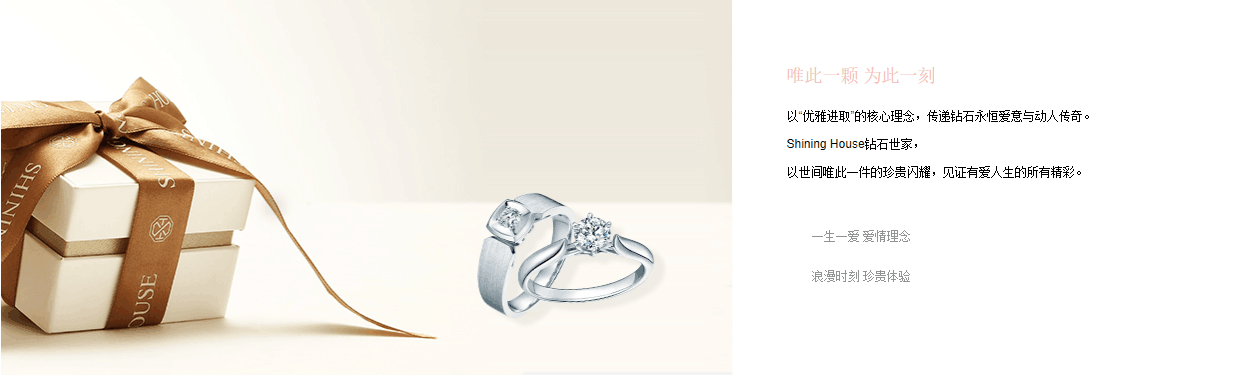 HO
SHINING
SHININ
SHINING
OUSE
唯此一颗 为此一刻
以“优雅进取”的核心理念，传递钻石永恒爱意与动人传奇。
Shining House钻石世家，
以世间唯此一件的珍贵闪耀，见证有爱人生的所有精彩。
一生一爱 爱情理念
浪漫时刻 珍贵体验